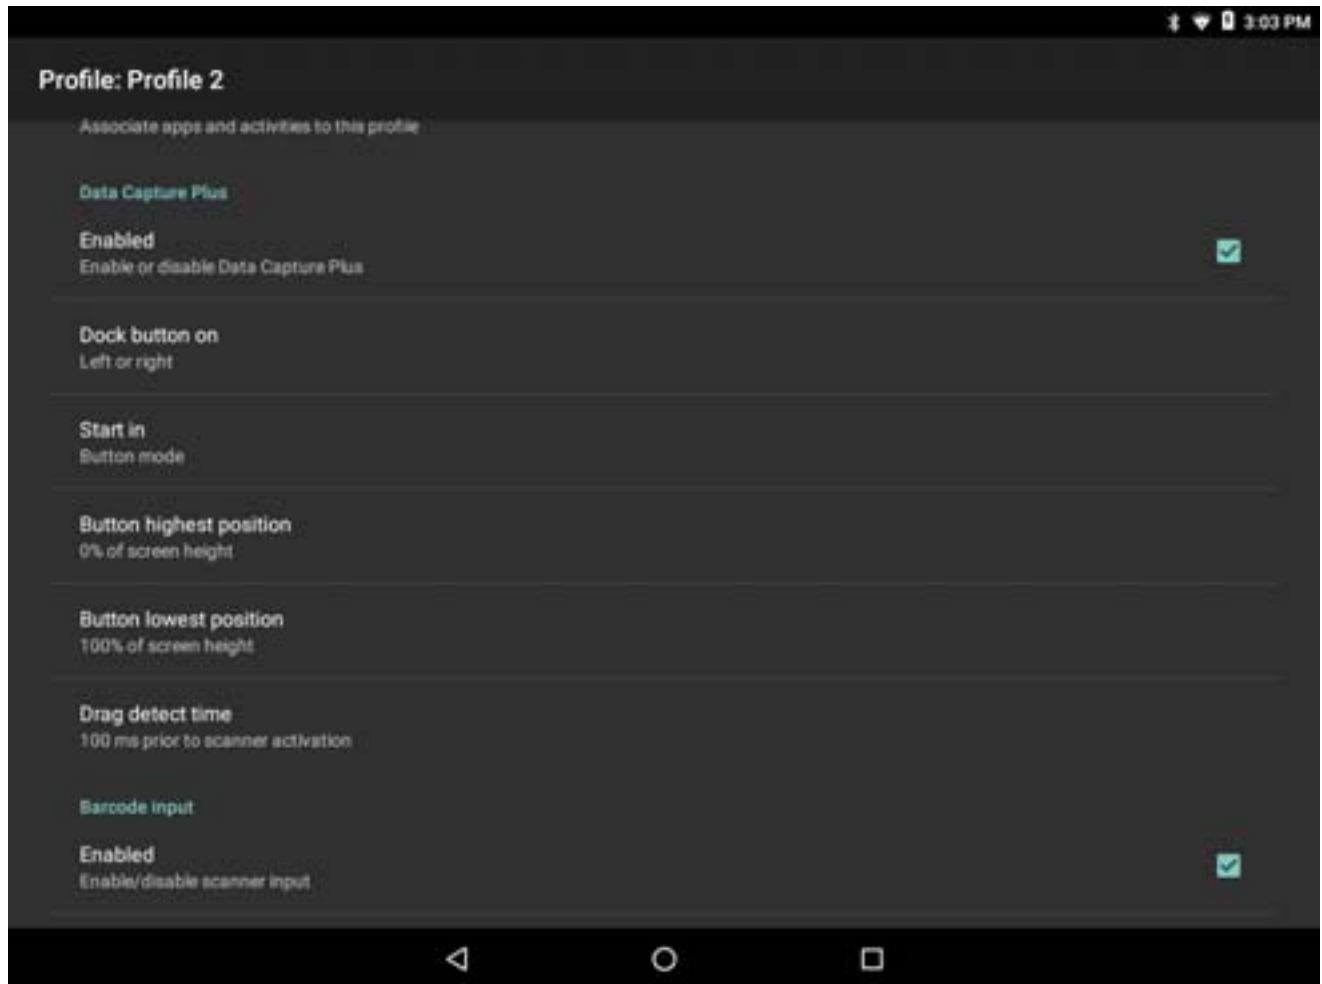 3:03 PM
Profile: Profile 2
Associate apps and activities to this profile
Data Capture Plus
Enabled
Enable or disable Data Capture Plus
Dock button on
Left or right
Start in
Button mode
Button highest position
0% of screen height
Button lowest position
100% of screen height
Drag detect time
100 ms prior to scanner activation
Barcode input
Enabled
Enable/disable scanner input